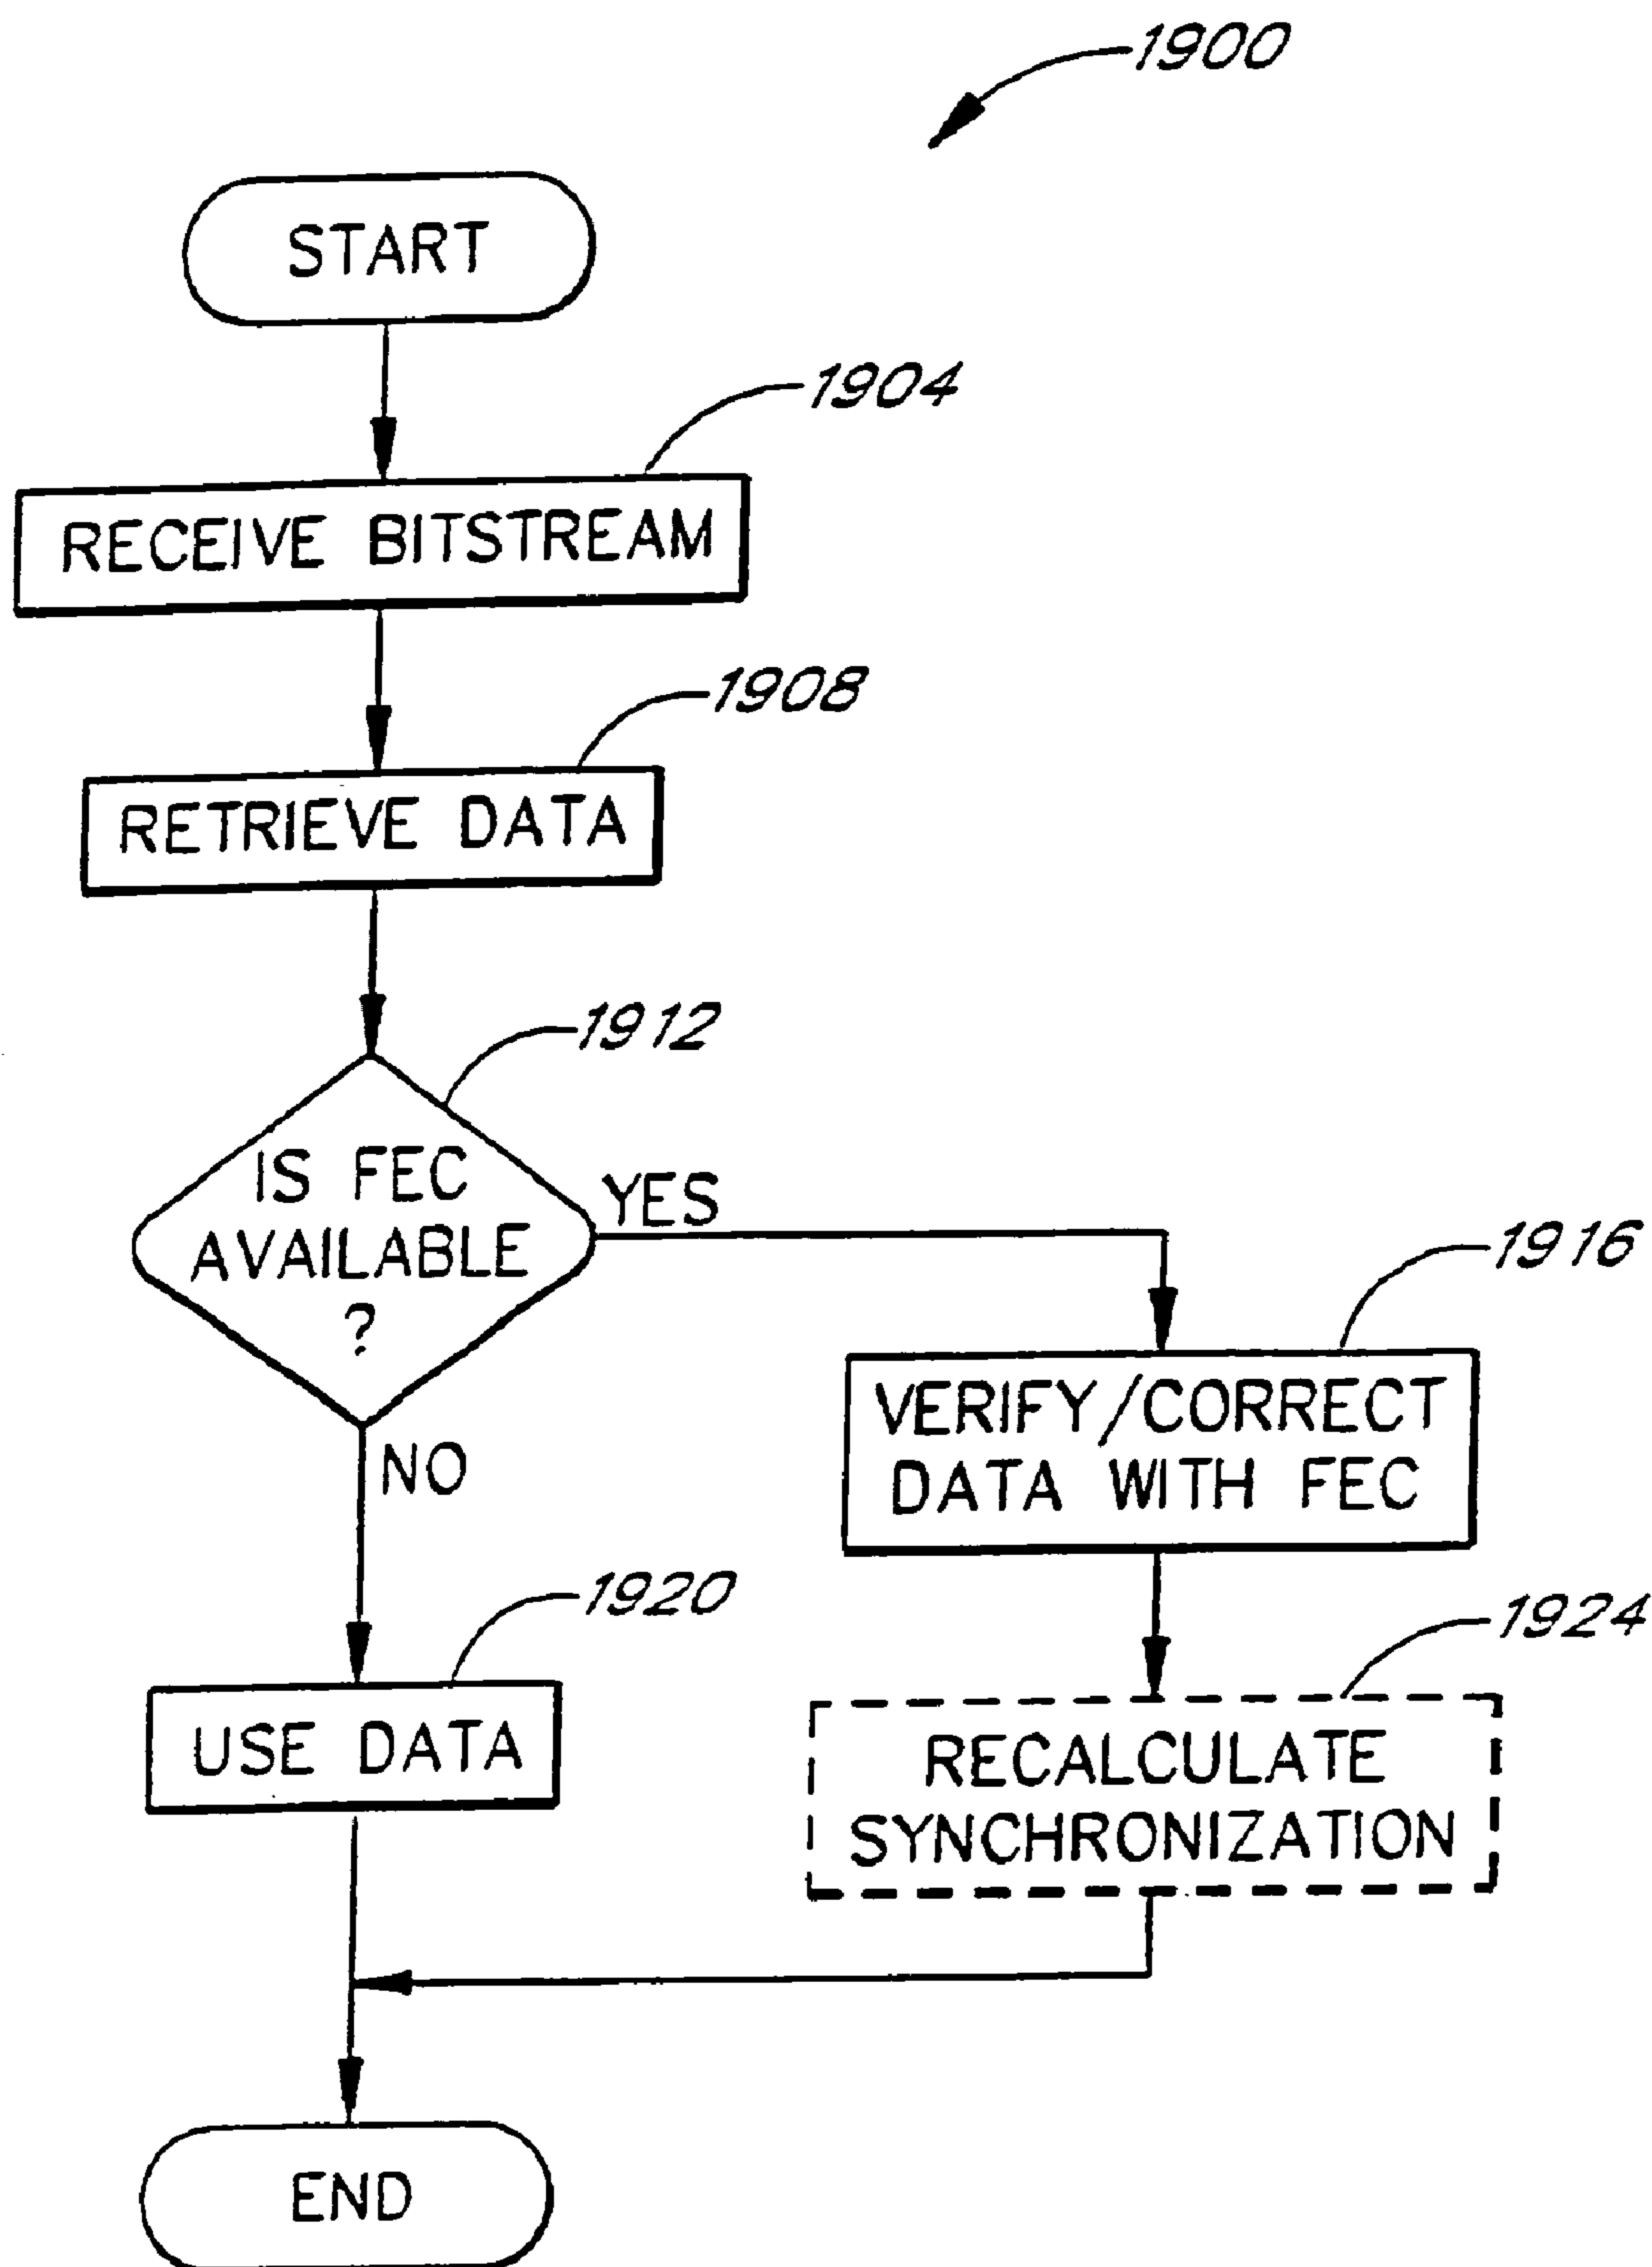 1900
START
1904
RECEIVE BITSTREAM
1908
RETRIEVE DATA
1912
IS FEC
AVAILABLE
?
YES
NO
1916
VERIFY/CORRECT
DATA WITH FEC
1920
USE DATA
1924
RECALCULATE
SYNCHRONIZATION
END